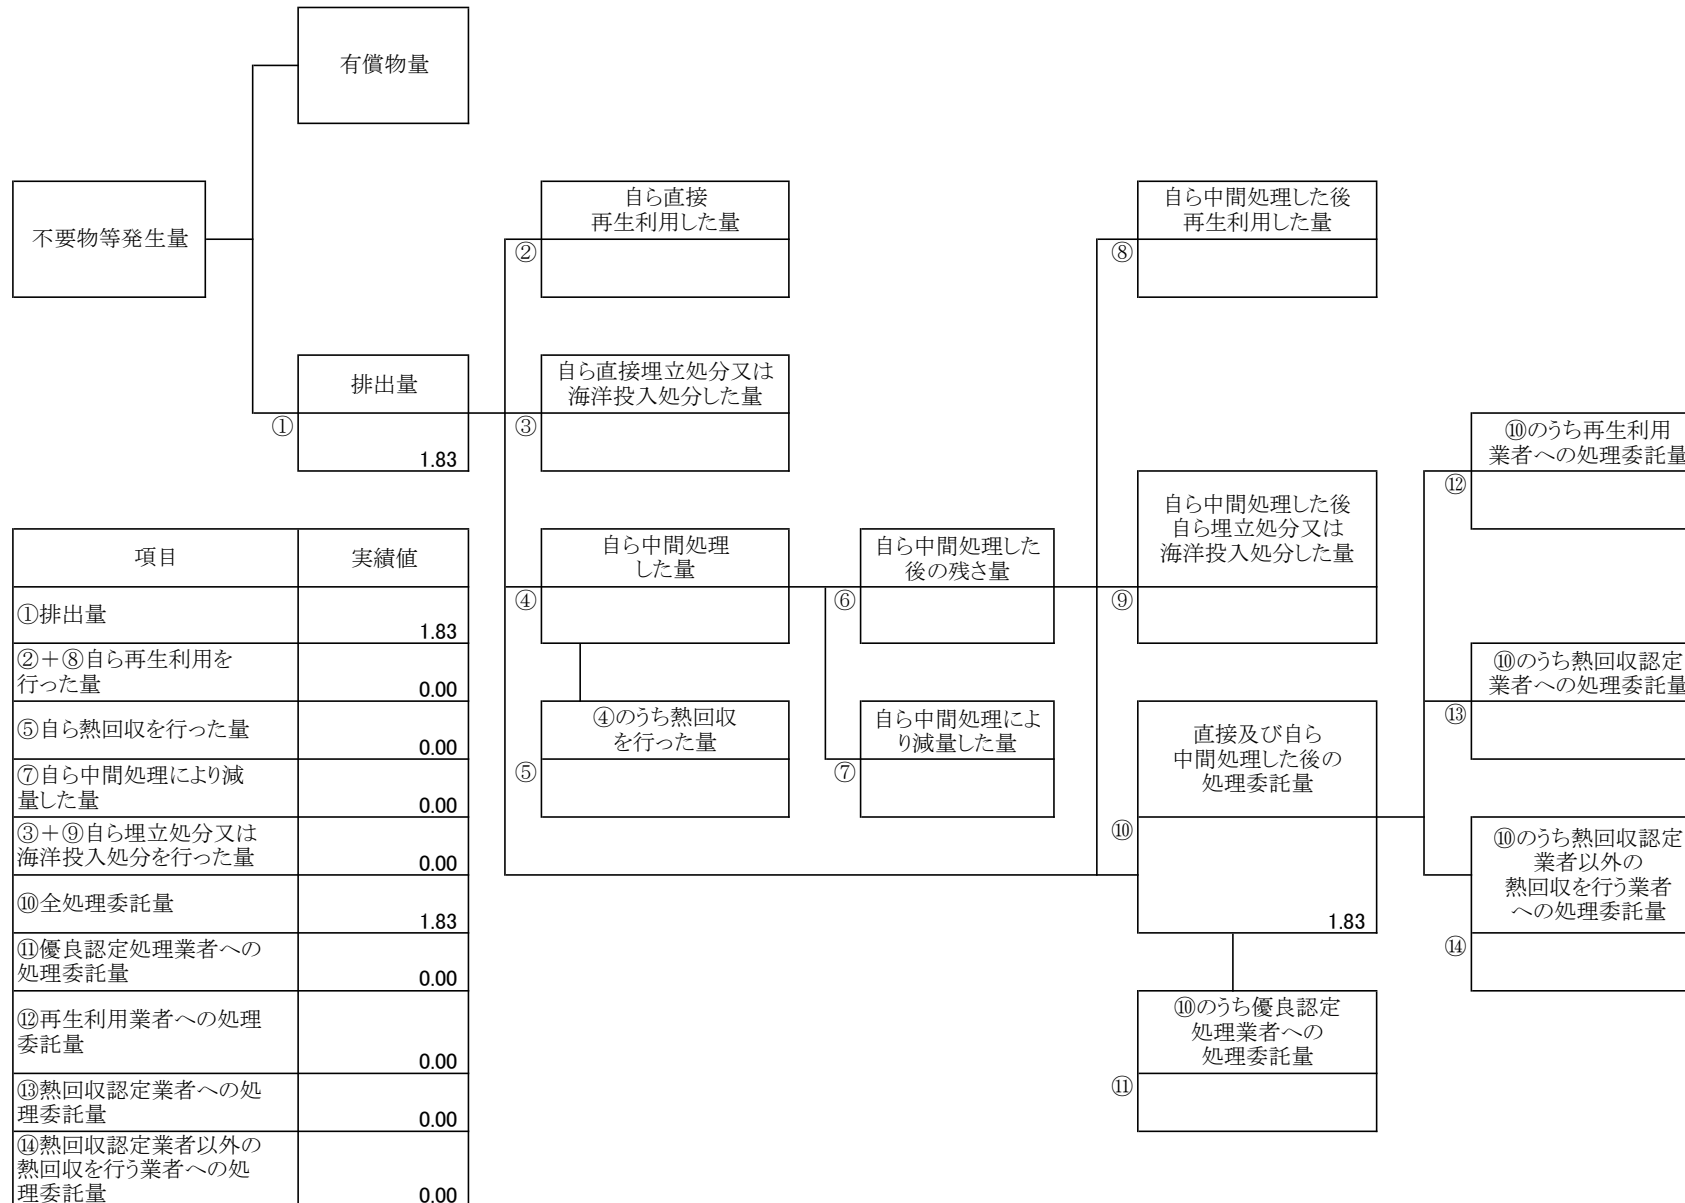 有償物量
不要物等発生量
自ら直接
再生利用した量
②
自ら中間処理した後
再生利用した量
⑧
排出量
①
1.83
自ら直接埋立処分又は
海洋投入処分した量
③
自ら中間処理
した量
④
自ら中間処理した
後の残さ量
⑥
自ら中間処理した後
自ら埋立処分又は
海洋投入処分した量
⑨
⑩のうち再生利用
業者への処理委託量
⑫
④のうち熱回収
を行った量
⑤
自ら中間処理によ
り減量した量
⑦
直接及び自ら
中間処理した後の
処理委託量
⑩
1.83
⑩のうち熱回収認定
業者への処理委託量
⑬
⑩のうち熱回収認定
業者以外の
熱回収を行う業者
への処理委託量
⑭
⑩のうち優良認定
処理業者への
処理委託量
⑪
項目 実績値
①排出量
1.83
②+⑧自ら再生利用を
行った量
0.00
⑤自ら熱回収を行った量
0.00
⑦自ら中間処理により減
量した量
0.00
③+⑨自ら埋立処分又は
海洋投入処分を行った量
0.00
⑩全処理委託量
1.83
⑪優良認定処理業者への
処理委託量
0.00
⑫再生利用業者への処理
委託量
0.00
⑬熱回収認定業者への処
理委託量
0.00
⑭熱回収認定業者以外の
熱回収を行う業者への処
理委託量
0.00